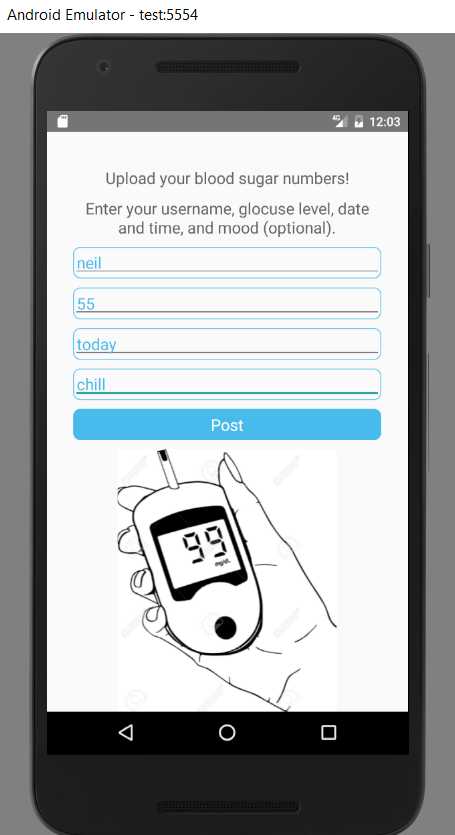 Android Emulator - test:5554
4G 12:03
Upload your blood sugar numbers!
Enter your username, glocuse level, date
and time, and mood (optional).
neil
55
today
chill
Post
99
mg/dL